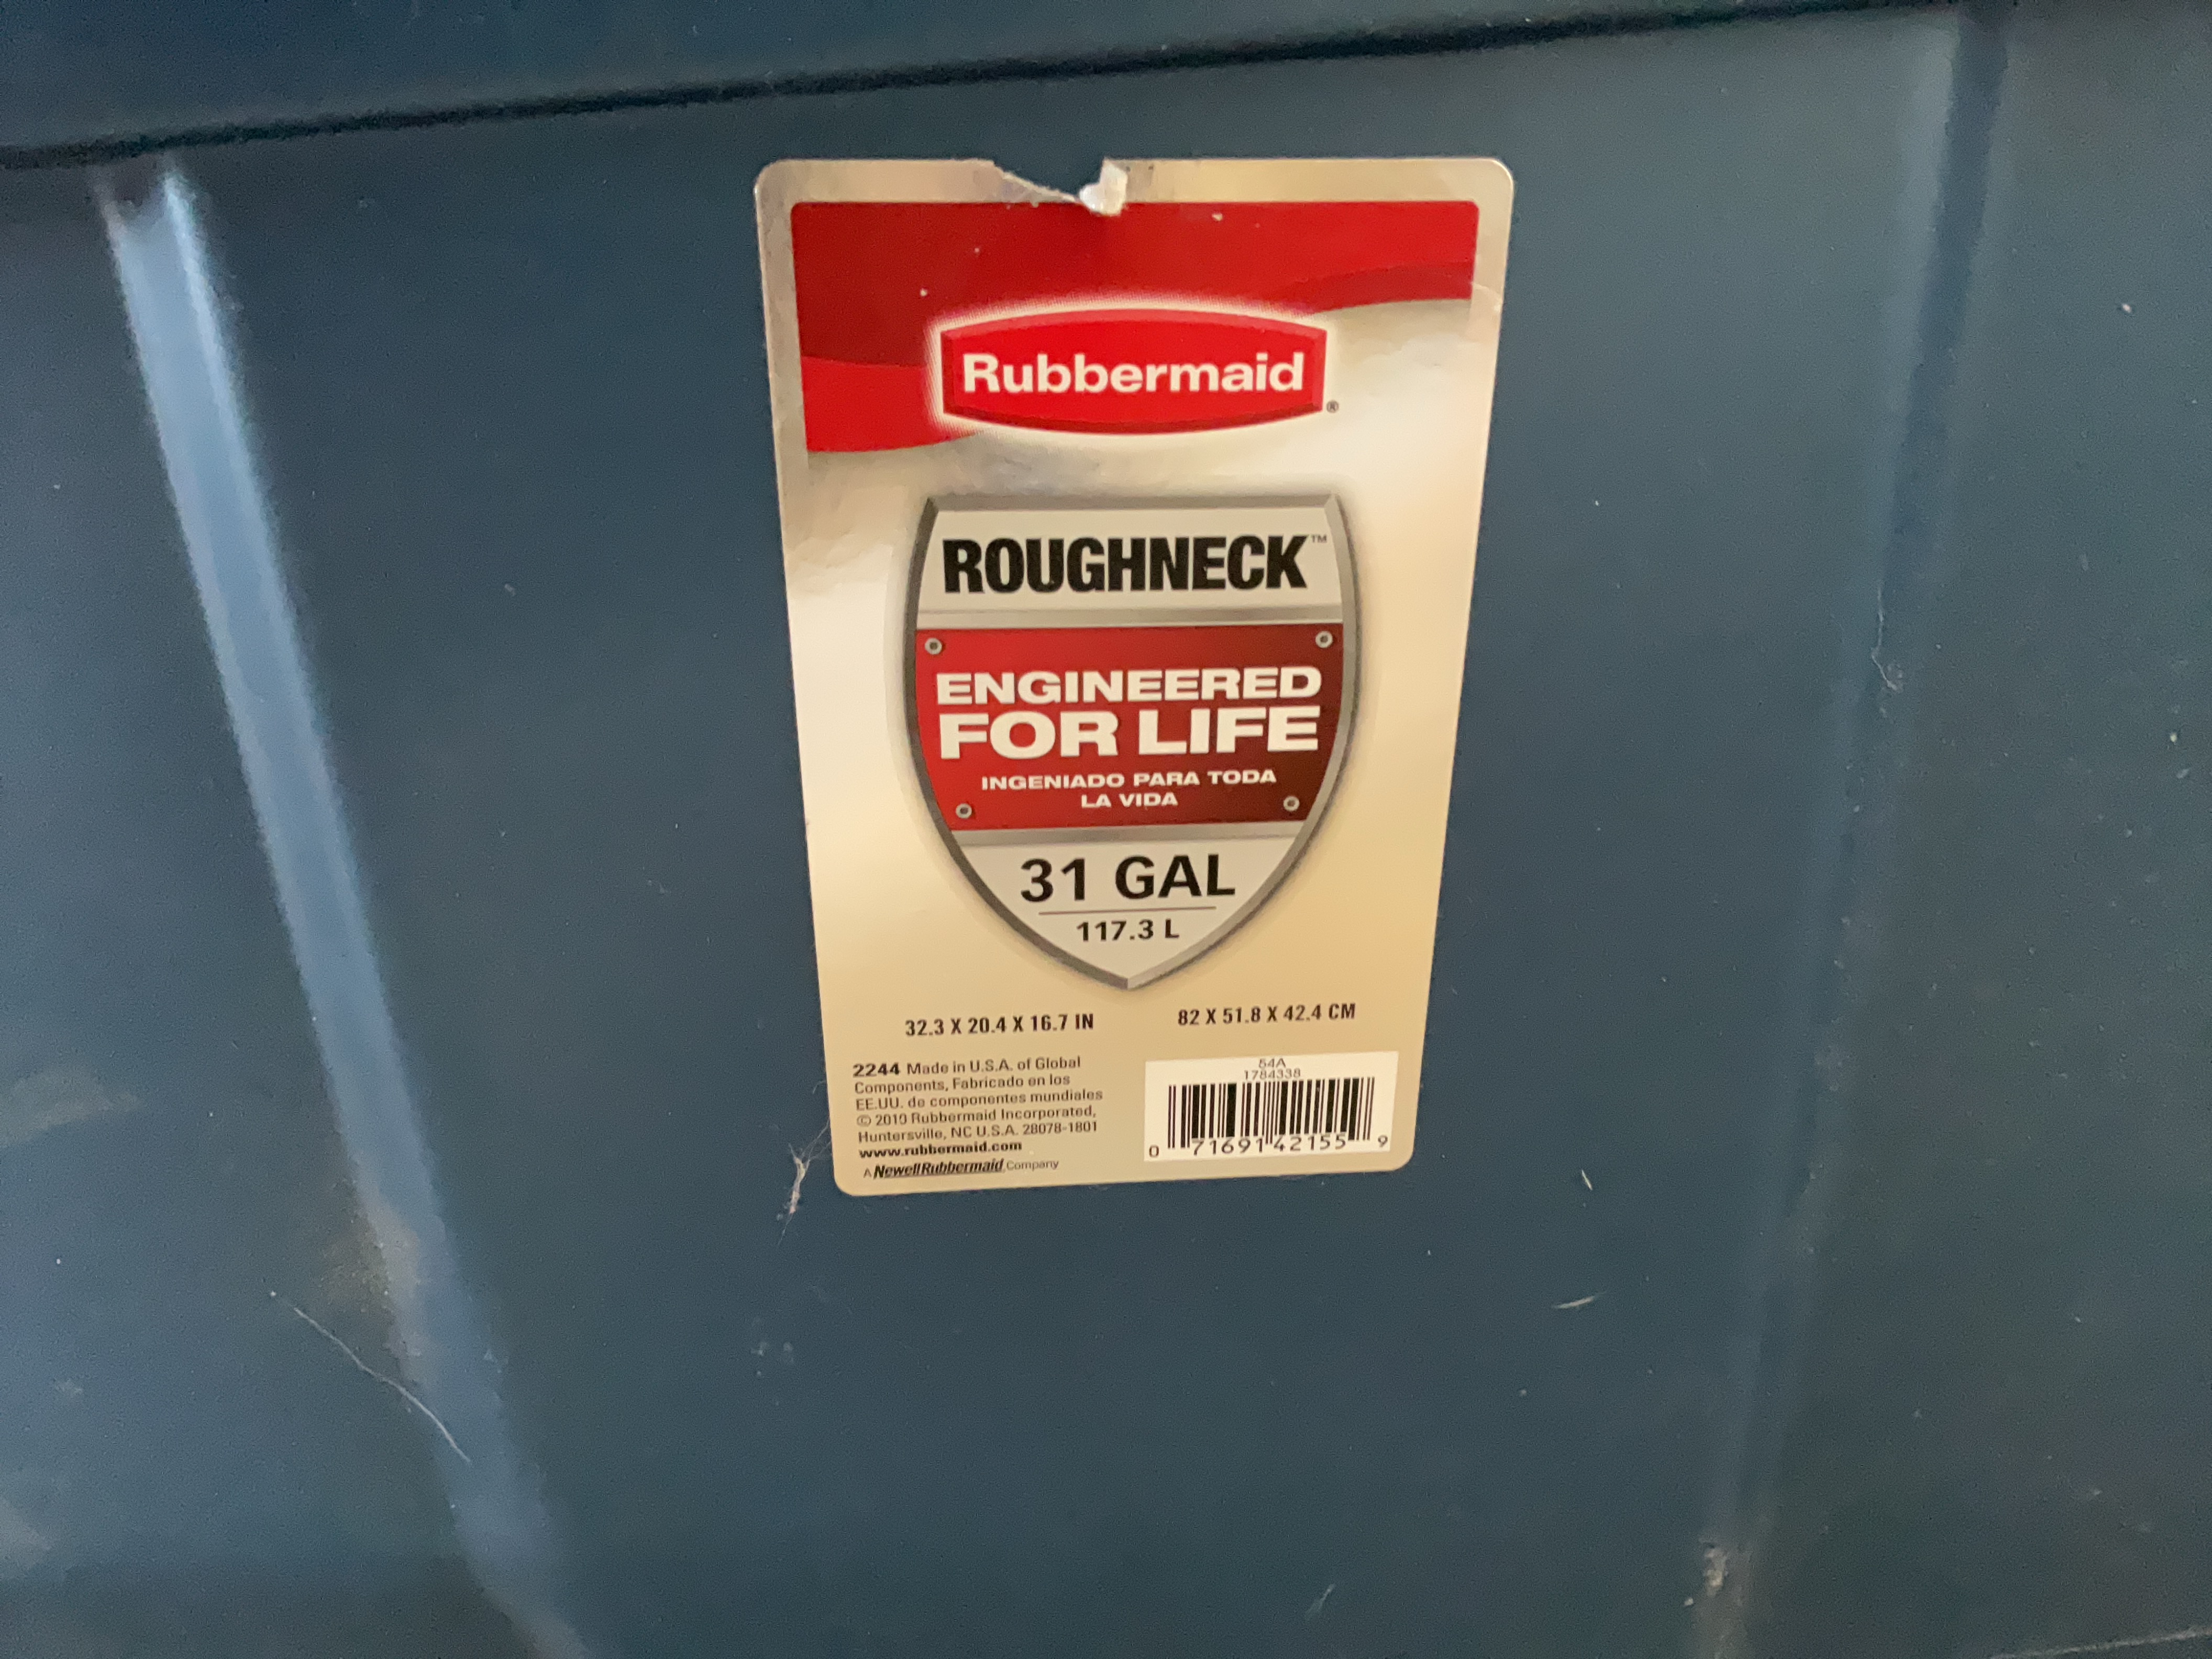 Rubbermaid®
ROUGHNECK™
ENGINEERED
FOR LIFE
INGENIADO PARA TODA
LA VIDA
31 GAL
117.3 L
32.3 X 20.4 X 16.7 IN
82 X 51.8 X 42.4 CM
2244 Made in U.S.A. of Global
Components, Fabricado en los
EE.UU. de componentes mundiales
© 2010 Rubbermaid Incorporated,
Huntersville, NC U.S.A. 28078-1801
www.rubbermaid.com
A NewellRubbermaid Company
54A
1784338
0 71691 42155 9